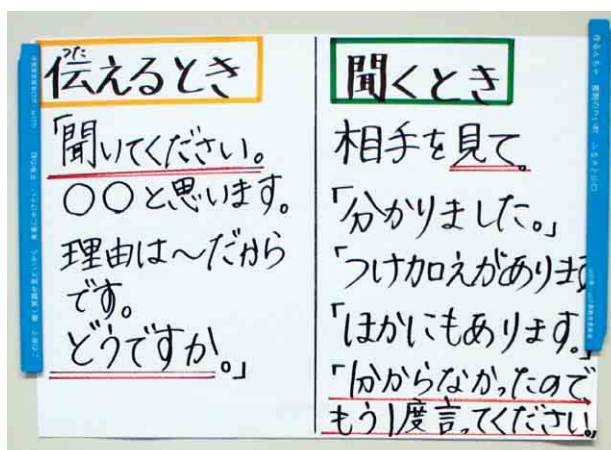 伝えるとき
つた
「聞いてください。
〇〇と思います。
理由は～だから
です。
どうですか。」
聞くとき
相手を見て。
「分かりました。」
「つけ加えがあります
「ほかにもあります。」
「分からなかったので
もう1度言ってください。」